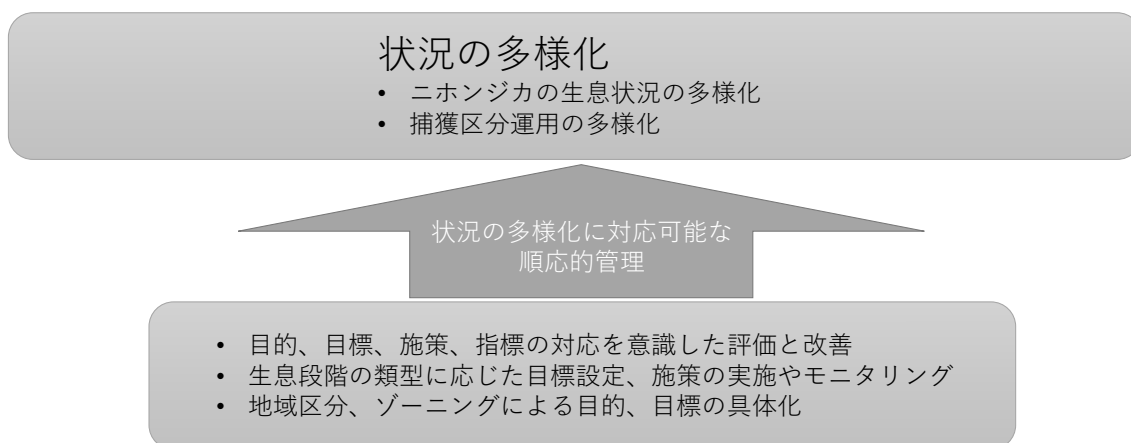 状況の多様化
• ニホンジカの生息状況の多様化
• 捕獲区分運用の多様化
状況の多様化に対応可能な
順応的管理
• 目的、目標、施策、指標の対応を意識した評価と改善
• 生息段階の類型に応じた目標設定、施策の実施やモニタリング
• 地域区分、ゾーニングによる目的、目標の具体化